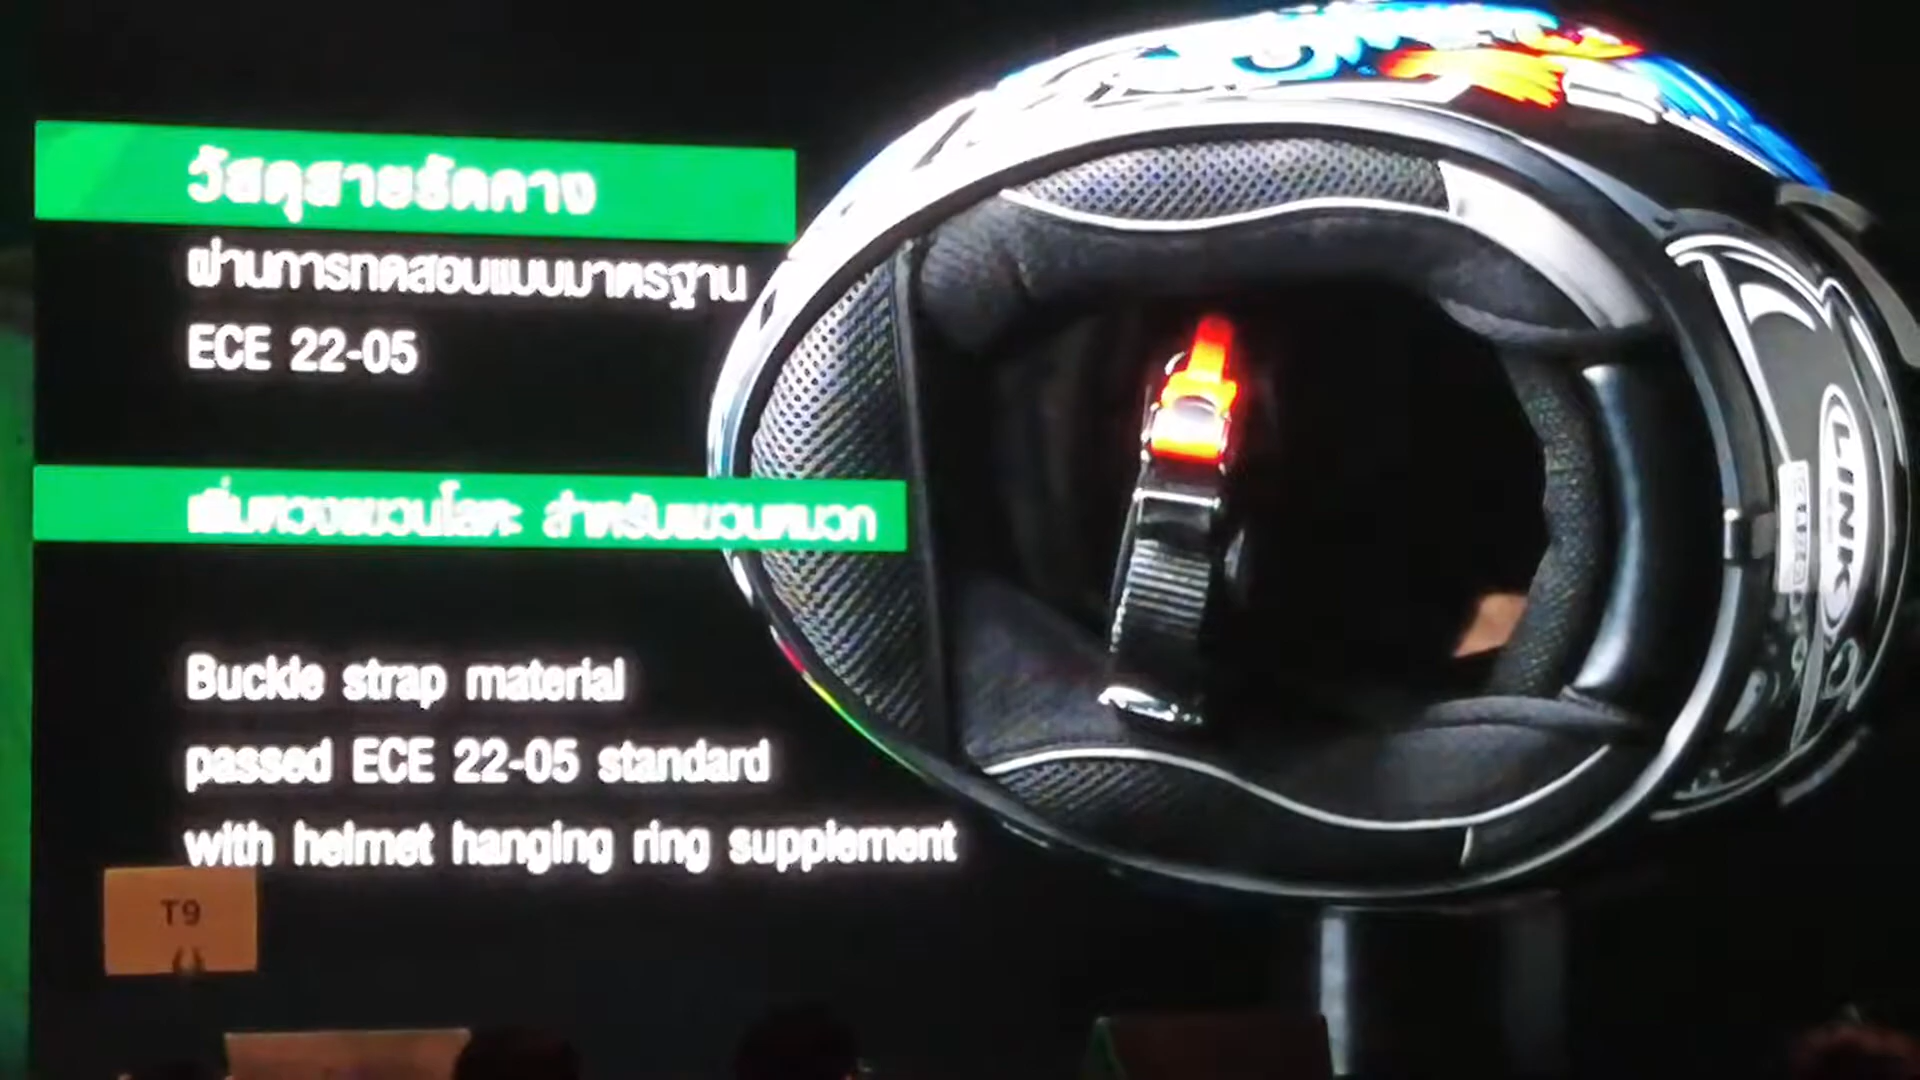 วัสดุสายรัดคาง
ผ่านการทดสอบแบบมาตรฐาน
ECE 22-05
เพิ่มห่วงแขวนโลหะ สำหรับแขวนหมวก
Buckle strap material
passed ECE 22-05 standard
with helmet hanging ring supplement
T9
LINK